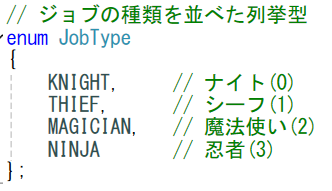 // ジョブの種類を並べた列挙型
enum JobType
{
    KNIGHT,     // ナイト(0)
    THIEF,      // シーフ(1)
    MAGICIAN,   // 魔法使い(2)
    NINJA       // 忍者(3)
};